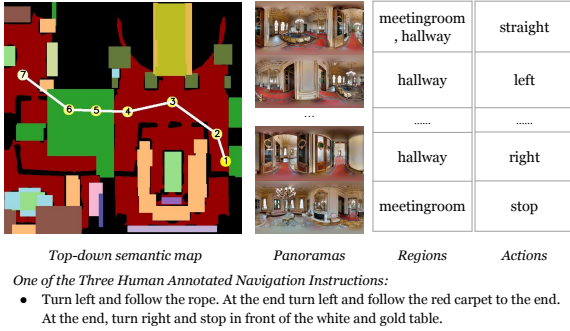 7
6
5
4
3
2
1
...
meetingroom
, hallway
straight
hallway
left
......
......
hallway
right
meetingroom
stop
Top-down semantic map
Panoramas
Regions
Actions
One of the Three Human Annotated Navigation Instructions:
● Turn left and follow the rope. At the end turn left and follow the red carpet to the end.
At the end, turn right and stop in front of the white and gold table.